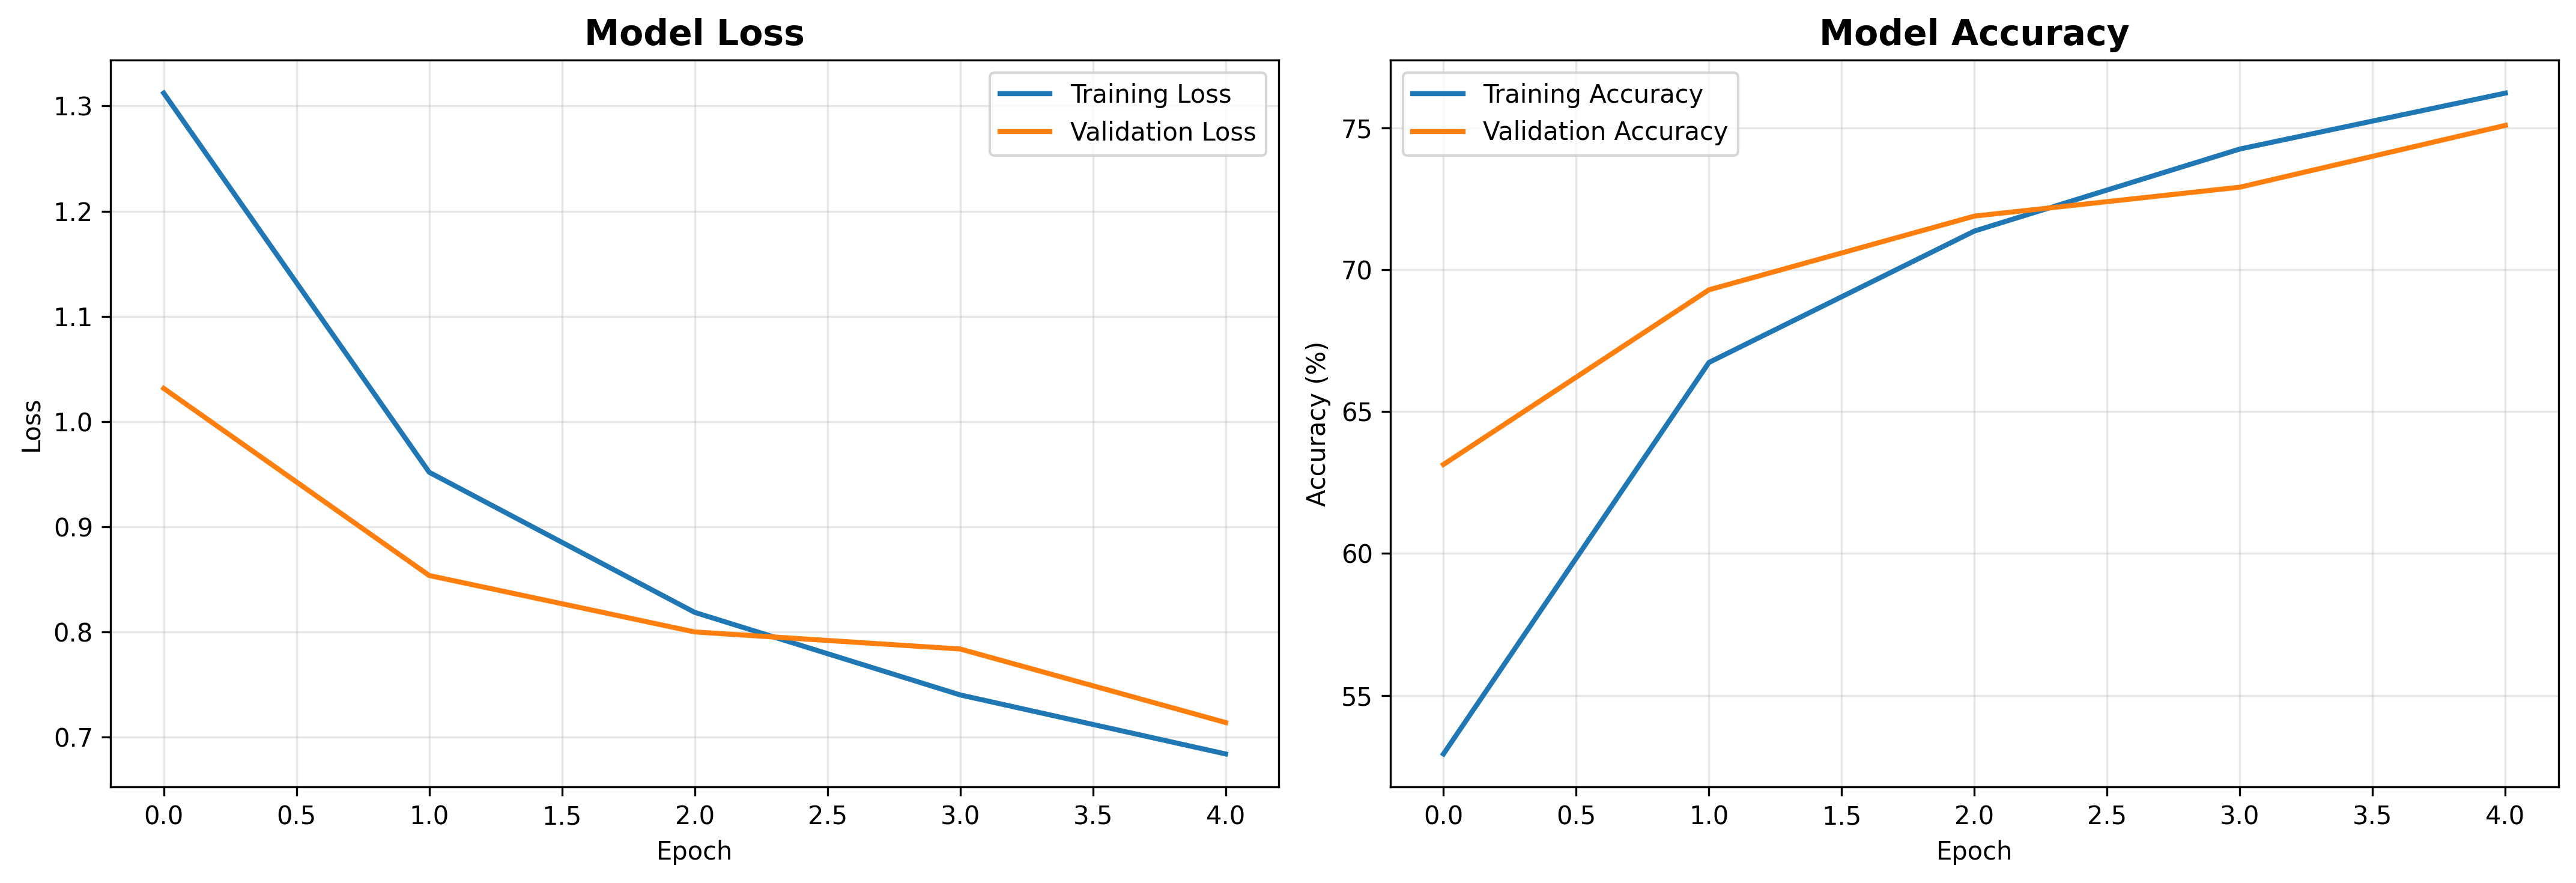 Model Loss
Training Loss
Validation Loss
1.3
1.2
1.1
1.0
0.9
0.8
0.7
Loss
0.0 0.5 1.0 1.5 2.0 2.5 3.0 3.5 4.0
Epoch
Model Accuracy
Training Accuracy
Validation Accuracy
75
70
65
60
55
Accuracy (%)
0.0 0.5 1.0 1.5 2.0 2.5 3.0 3.5 4.0
Epoch